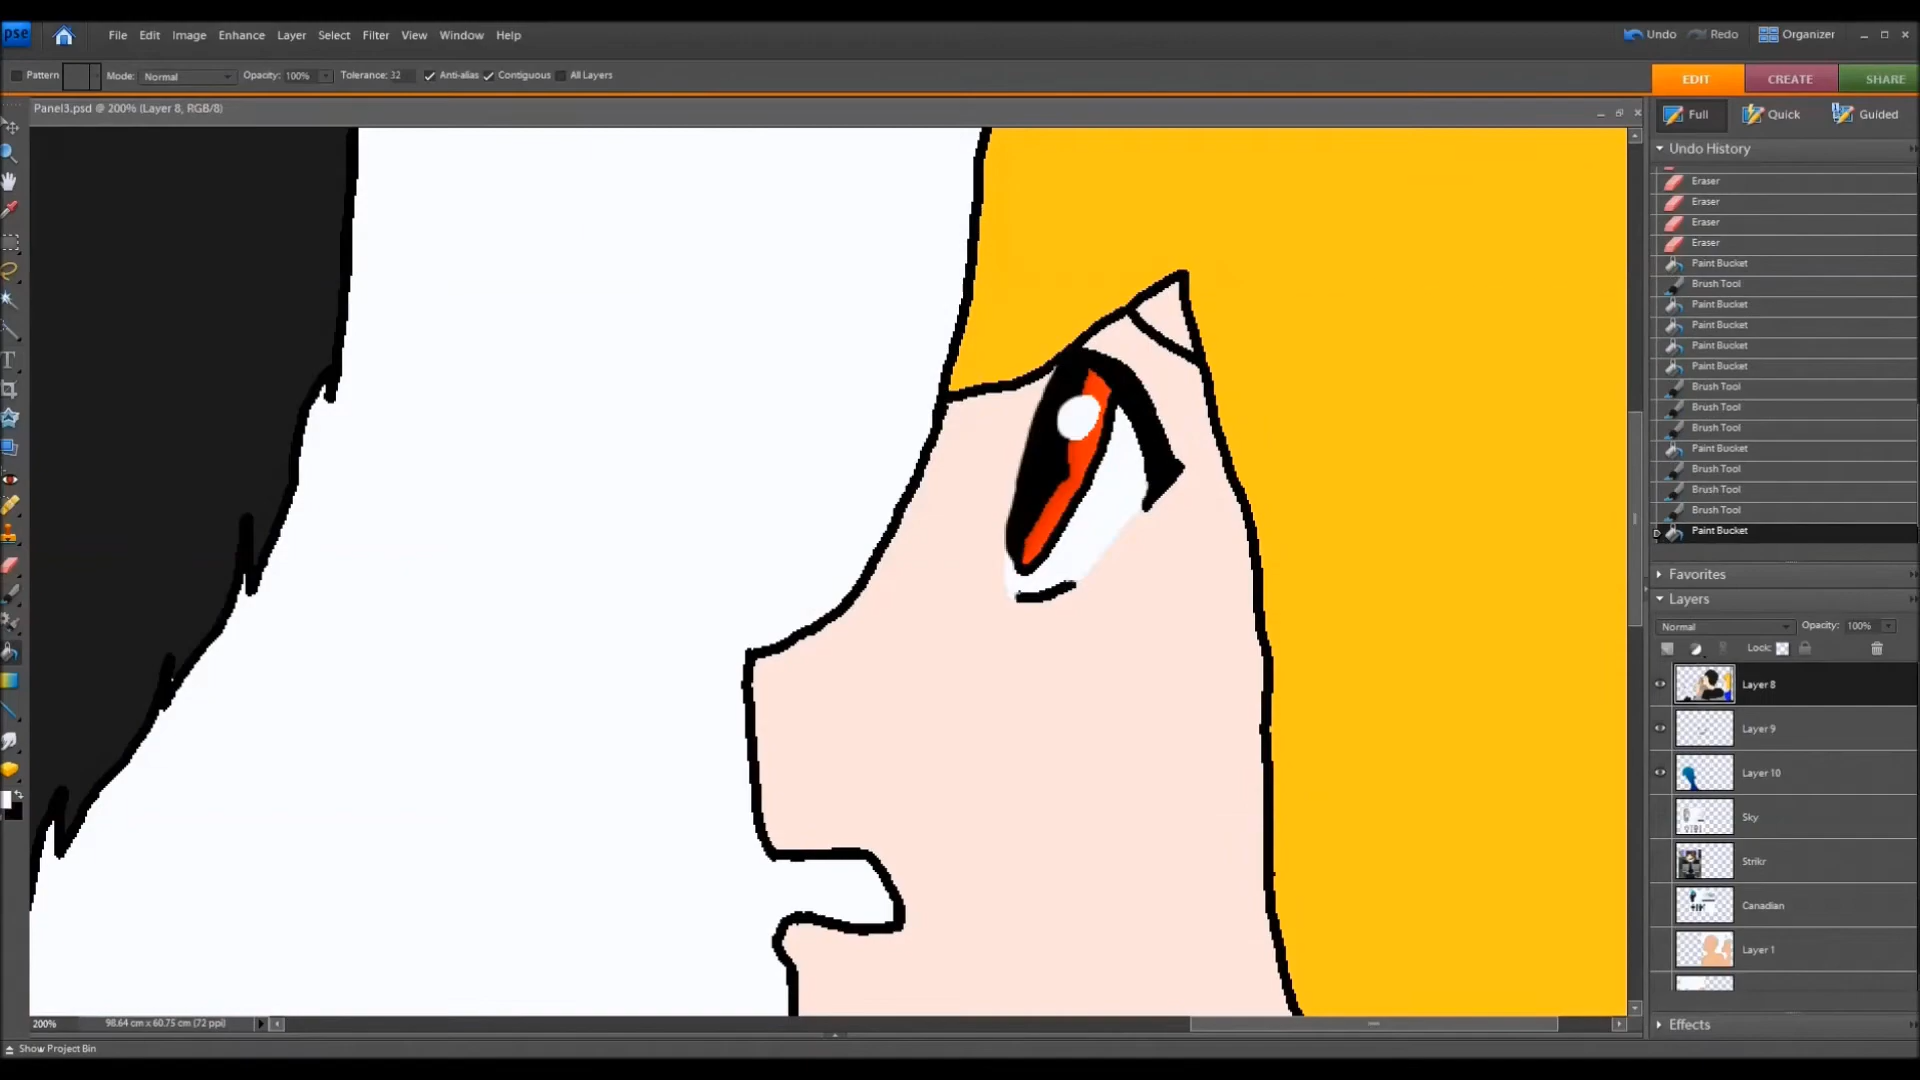 pse File Edit Image Enhance Layer Select Filter View Window Help Undo Redo Organizer
Pattern Mode: Normal Opacity: 100% Tolerance: 32 Anti-alias Contiguous All Layers
EDIT CREATE SHARE
Panel3.psd @ 200% (Layer 8, RGB/8)
Full Quick Guided
Undo History
Eraser
Eraser
Eraser
Eraser
Paint Bucket
Brush Tool
Paint Bucket
Paint Bucket
Paint Bucket
Paint Bucket
Brush Tool
Brush Tool
Brush Tool
Paint Bucket
Brush Tool
Brush Tool
Brush Tool
Paint Bucket
Favorites
Layers
Normal Opacity: 100%
Lock:
Layer 8
Layer 9
Layer 10
Sky
Strikr
Canadian
Layer 1
Effects
200% 98.64 cm x 60.75 cm (72 ppi)
Show Project Bin